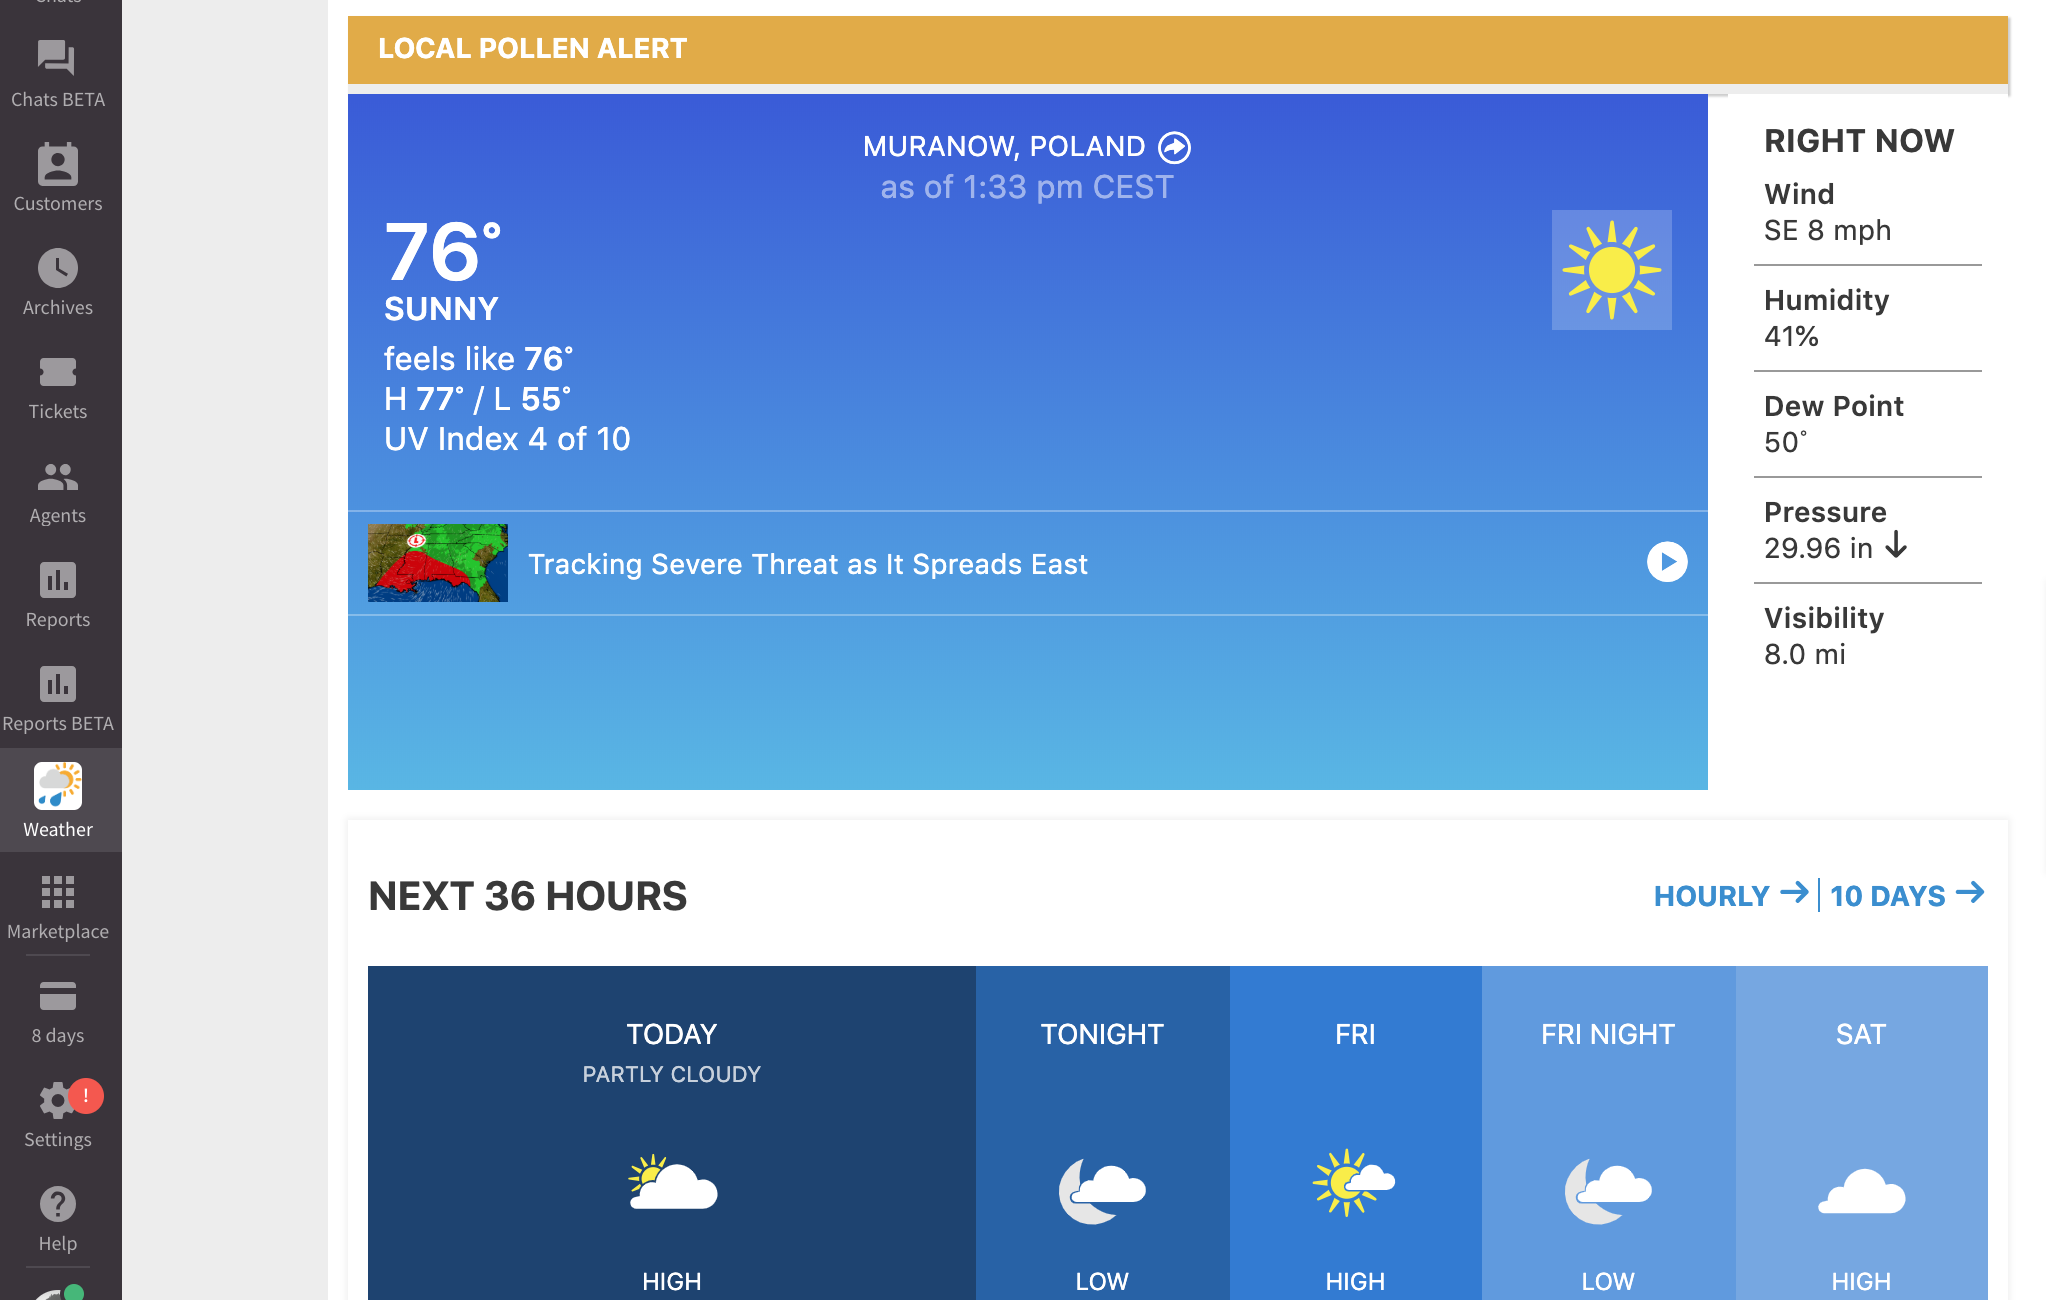 Chats
Chats BETA
Customers
Archives
Tickets
Agents
Reports
Reports BETA
Weather
Marketplace
8 days
!
Settings
?
Help
LOCAL POLLEN ALERT
MURANOW, POLAND
as of 1:33 pm CEST
76°
SUNNY
feels like 76°
H 77° / L 55°
UV Index 4 of 10
L
Tracking Severe Threat as It Spreads East
RIGHT NOW
Wind
SE 8 mph
Humidity
41%
Dew Point
50°
Pressure
29.96 in ↓
Visibility
8.0 mi
NEXT 36 HOURS
HOURLY → | 10 DAYS →
TODAY
PARTLY CLOUDY
HIGH
TONIGHT
LOW
FRI
HIGH
FRI NIGHT
LOW
SAT
HIGH